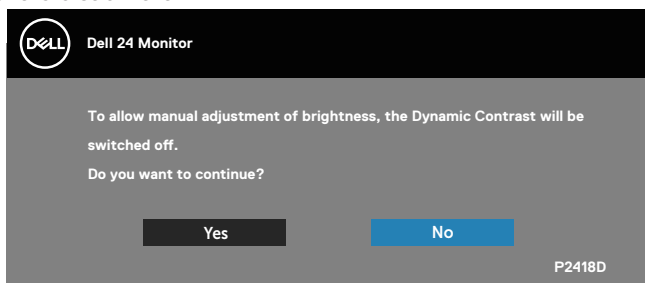 DELL
Dell 24 Monitor
To allow manual adjustment of brightness, the Dynamic Contrast will be
switched off.
Do you want to continue?
Yes
No
P2418D